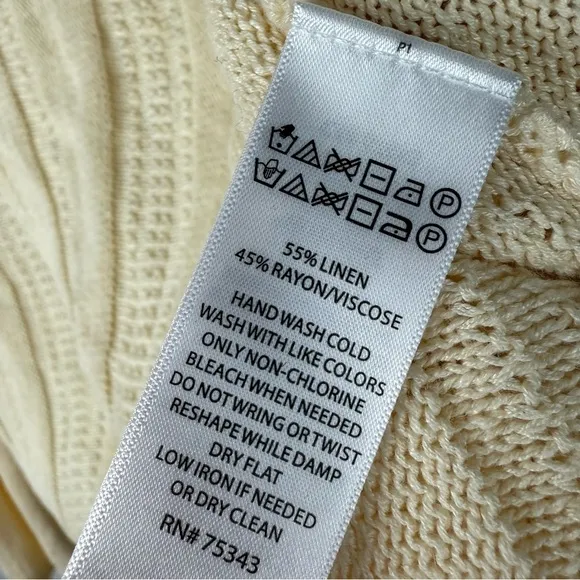 P1
P
P
55% LINEN
45% RAYON/VISCOSE
HAND WASH COLD
WASH WITH LIKE COLORS
ONLY NON-CHLORINE
BLEACH WHEN NEEDED
DO NOT WRING OR TWIST
RESHAPE WHILE DAMP
DRY FLAT
LOW IRON IF NEEDED
OR DRY CLEAN
RN# 75343